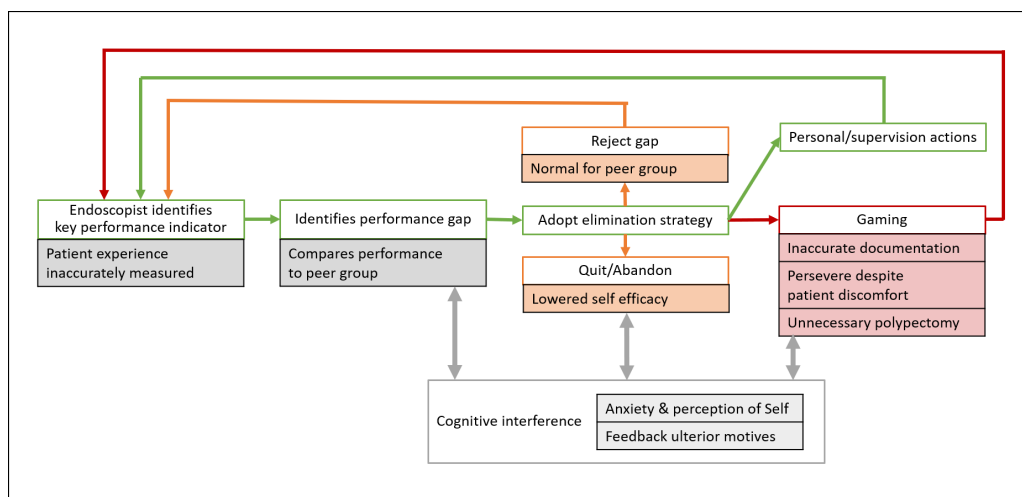 Reject gap
Normal for peer group
Personal/supervision actions
Endoscopist identifies
key performance indicator
Patient experience
inaccurately measured
Identifies performance gap
Compares performance
to peer group
Adopt elimination strategy
Quit/Abandon
Lowered self efficacy
Gaming
Inaccurate documentation
Persevere despite
patient discomfort
Unnecessary polypectomy
Cognitive interference
Anxiety & perception of Self
Feedback ulterior motives